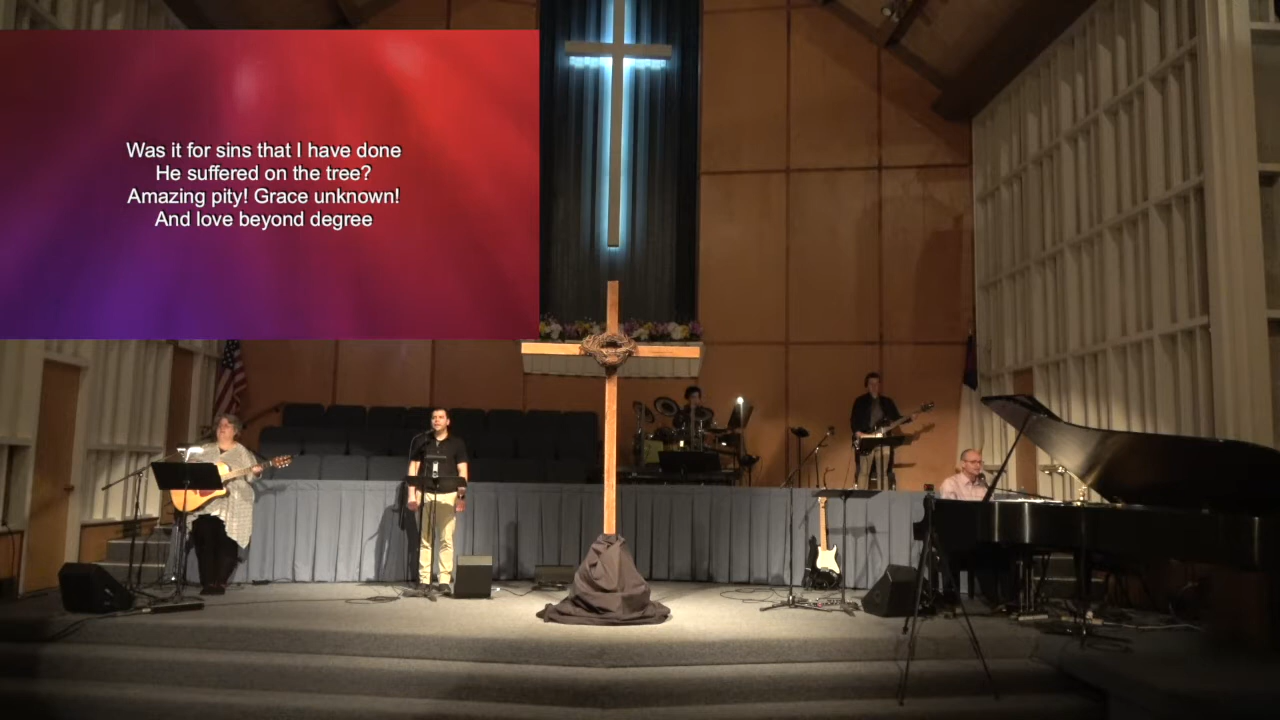 Was it for sins that I have done
He suffered on the tree?
Amazing pity! Grace unknown!
And love beyond degree